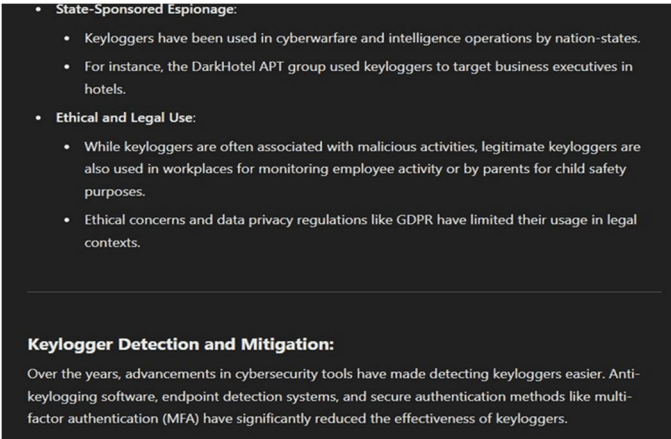 • State-Sponsored Espionage:
• Keyloggers have been used in cyberwarfare and intelligence operations by nation-states.
• For instance, the DarkHotel APT group used keyloggers to target business executives in
hotels.
• Ethical and Legal Use:
• While keyloggers are often associated with malicious activities, legitimate keyloggers are
also used in workplaces for monitoring employee activity or by parents for child safety
purposes.
• Ethical concerns and data privacy regulations like GDPR have limited their usage in legal
contexts.
Keylogger Detection and Mitigation:
Over the years, advancements in cybersecurity tools have made detecting keyloggers easier. Anti-
keylogging software, endpoint detection systems, and secure authentication methods like multi-
factor authentication (MFA) have significantly reduced the effectiveness of keyloggers.